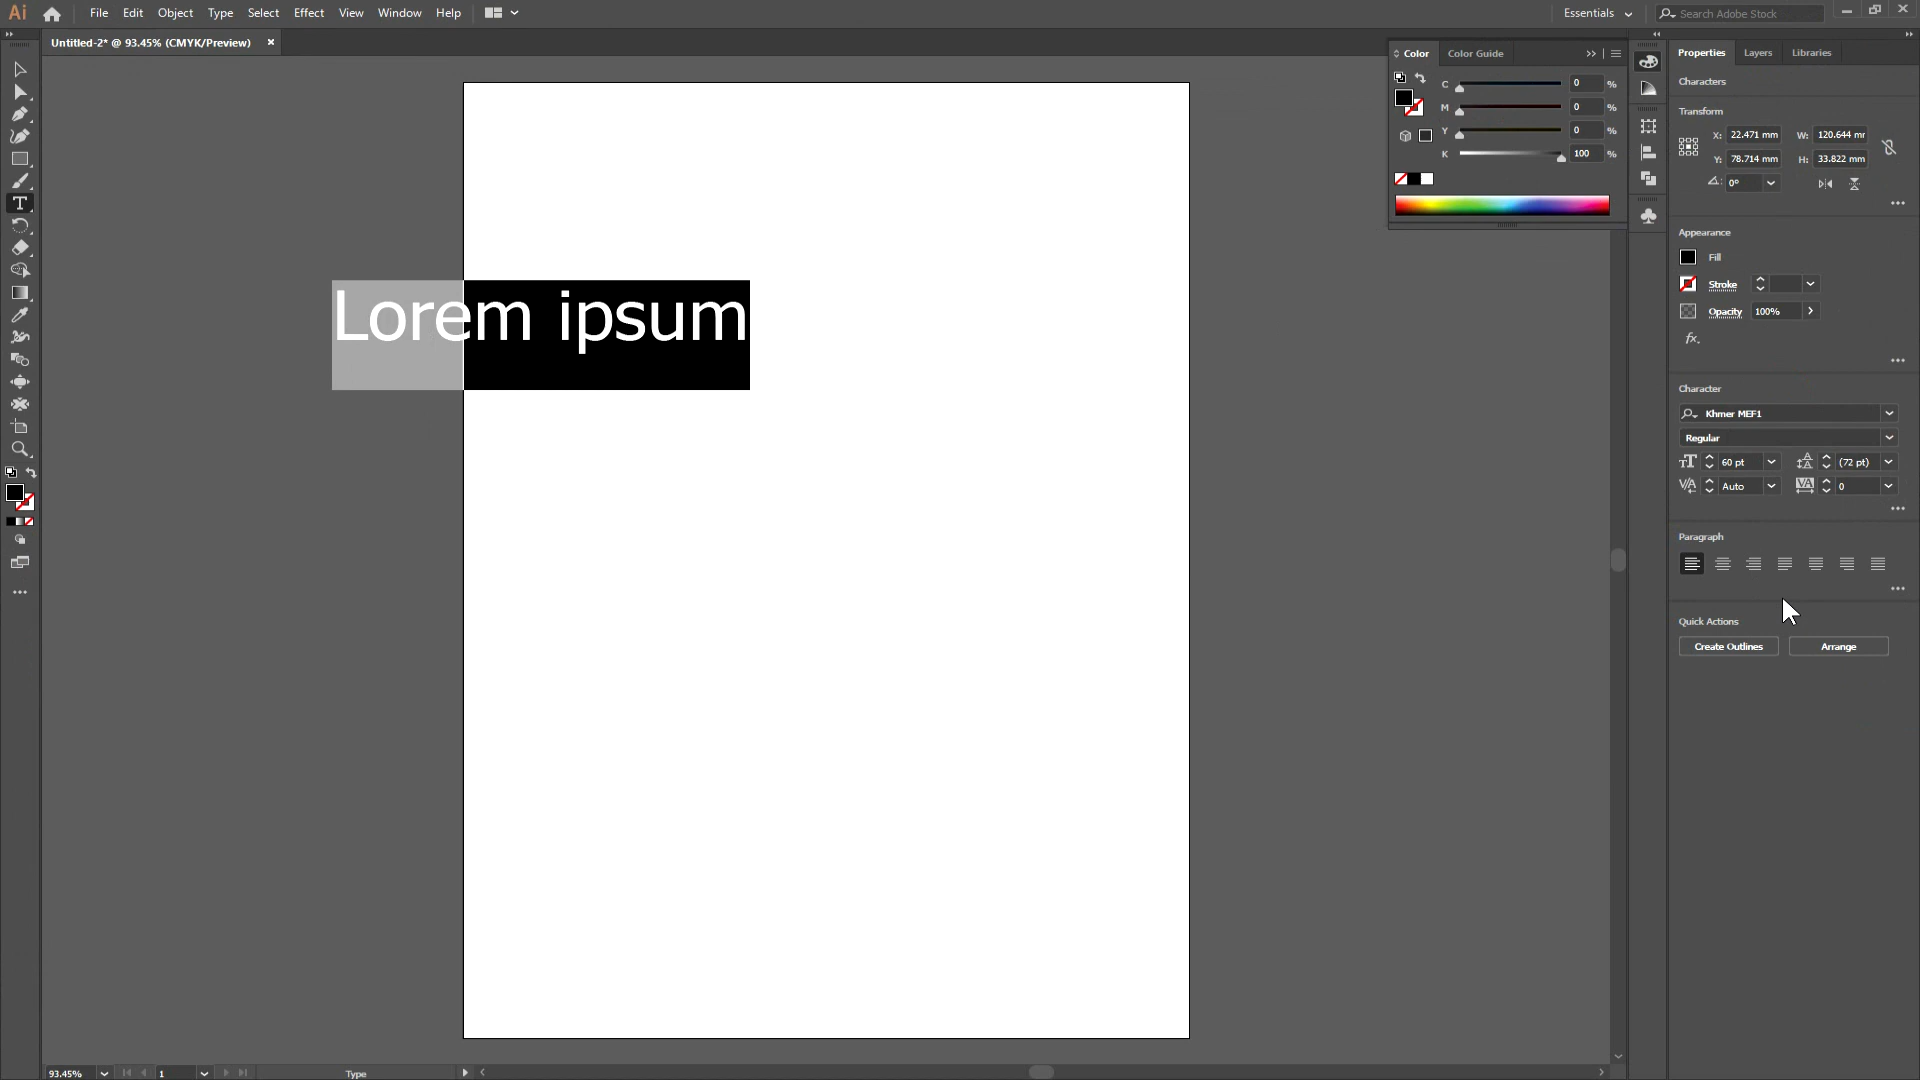 Ai File Edit Object Type Select Effect View Window Help Essentials Search Adobe Stock
Untitled-2* @ 93.45% (CMYK/Preview)
Color Color Guide
C 0 %
M 0 %
Y 0 %
K 100 %
Properties Layers Libraries
Characters
Transform
X: 22.471 mm W: 120.644 mr
Y: 78.714 mm H: 33.822 mm
0°
Appearance
Fill
Stroke
Opacity 100%
fx.
Lorem ipsum
Character
Khmer MEF1
Regular
60 pt (72 pt)
Auto 0
Paragraph
Quick Actions
Create Outlines Arrange
93.45% 1 Type